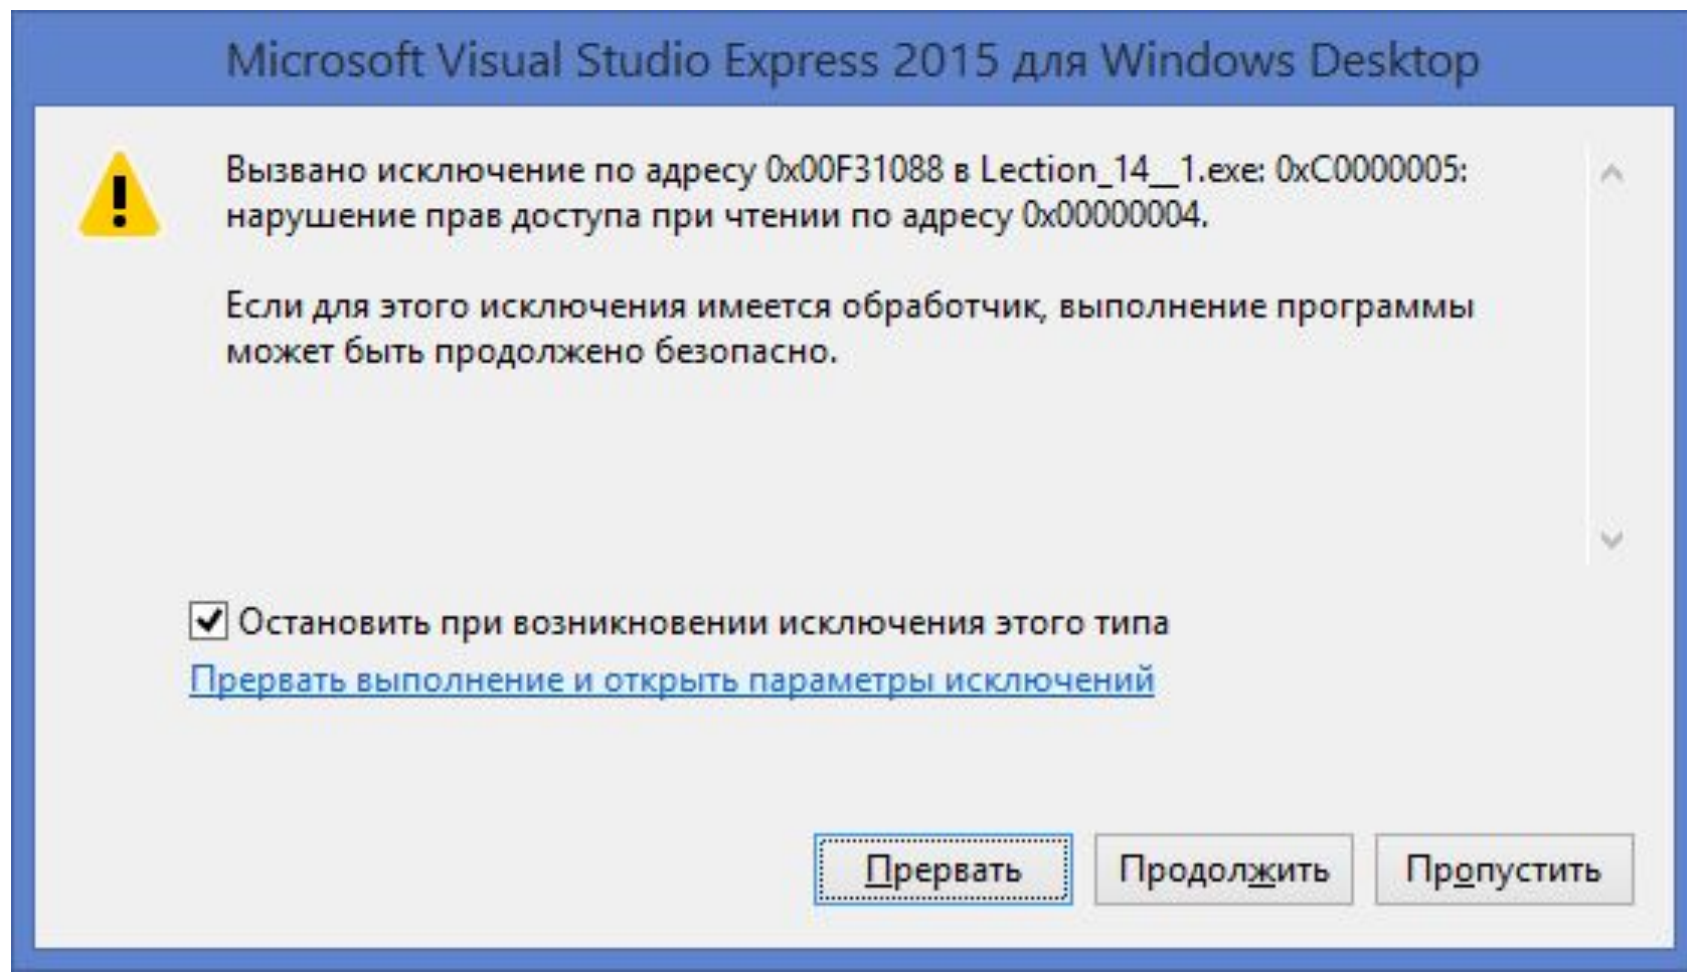 Microsoft Visual Studio Express 2015 для Windows Desktop
Вызвано исключение по адресу 0x00F31088 в Lection_14__1.exe: 0xC0000005:
нарушение прав доступа при чтении по адресу 0x00000004.
Если для этого исключения имеется обработчик, выполнение программы
может быть продолжено безопасно.
Остановить при возникновении исключения этого типа
Прервать выполнение и открыть параметры исключений
Прервать Продолжить Пропустить